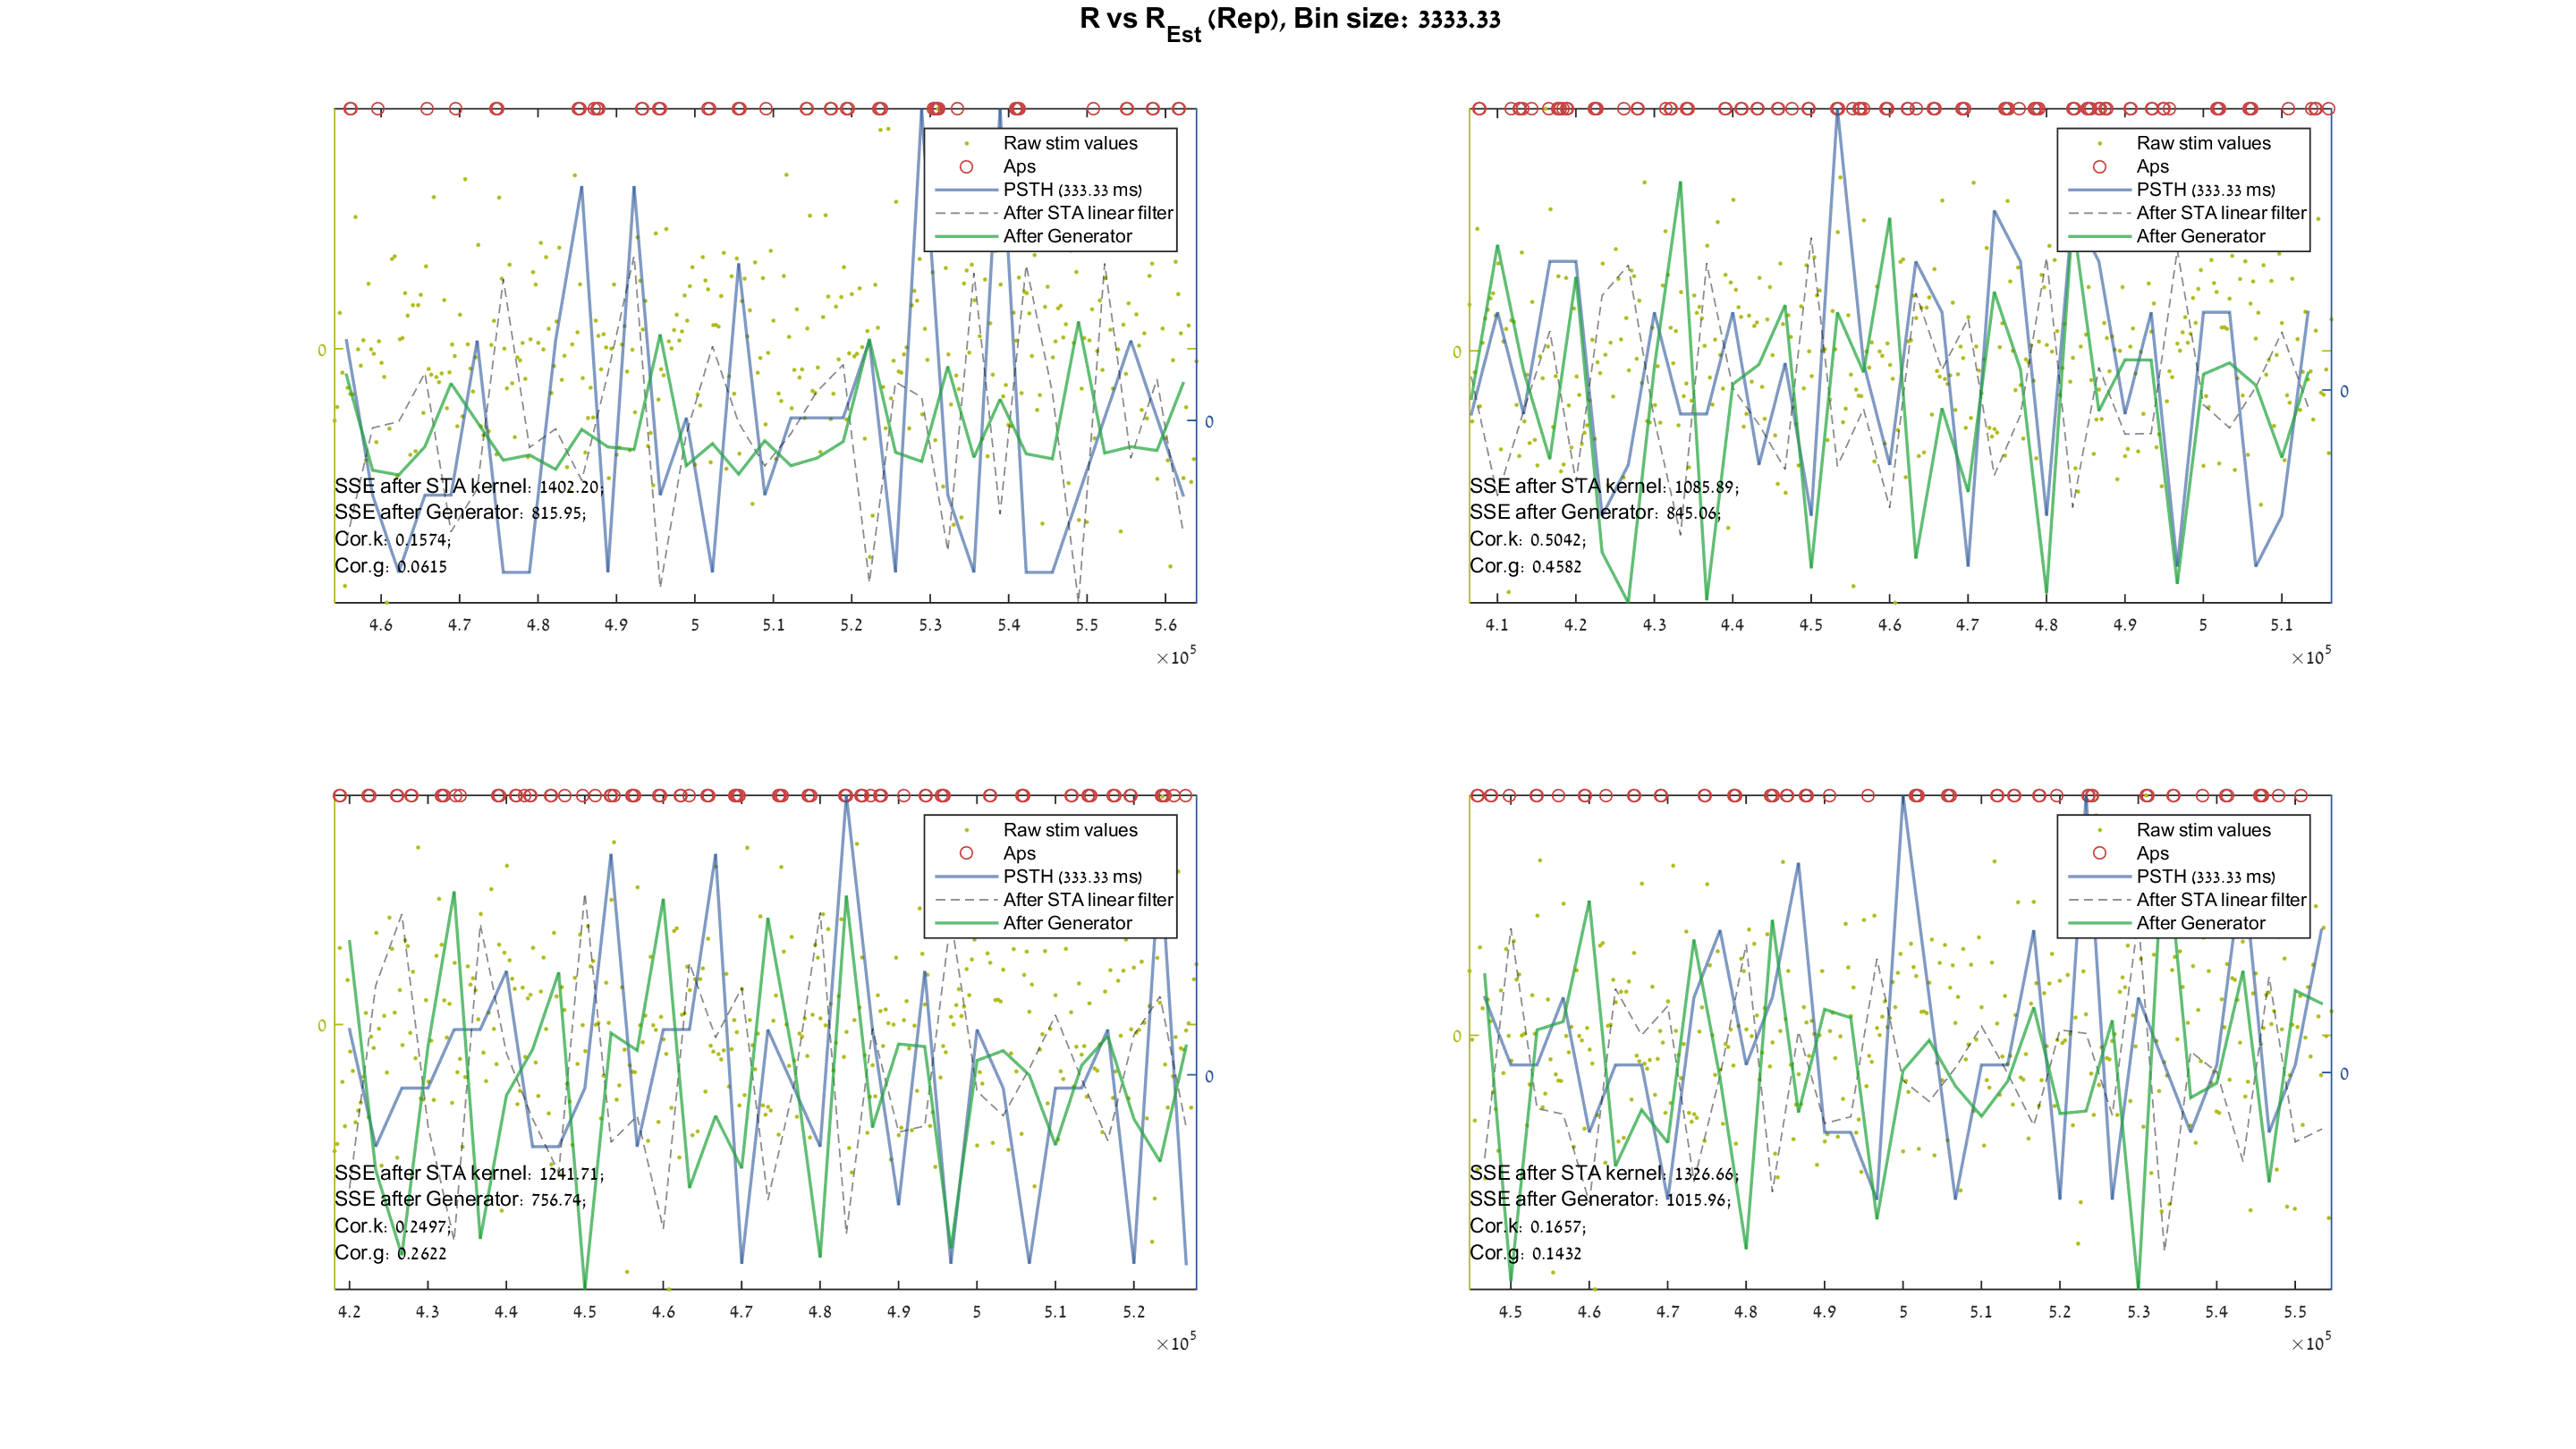 R vs R_Est (Rep), Bin size: 3333.33
Raw stim values
Aps
PSTH (333.33 ms)
After STA linear filter
After Generator
0
0
SSE after STA kernel: 1402.20;
SSE after Generator: 815.95;
Cor.k: 0.1574;
Cor.g: 0.0615
4.6 4.7 4.8 4.9 5 5.1 5.2 5.3 5.4 5.5 5.6
×10^5
Raw stim values
Aps
PSTH (333.33 ms)
After STA linear filter
After Generator
0
0
SSE after STA kernel: 1085.89;
SSE after Generator: 845.06;
Cor.k: 0.5042;
Cor.g: 0.4582
4.1 4.2 4.3 4.4 4.5 4.6 4.7 4.8 4.9 5 5.1
×10^5
Raw stim values
Aps
PSTH (333.33 ms)
After STA linear filter
After Generator
0
0
SSE after STA kernel: 1241.71;
SSE after Generator: 756.74;
Cor.k: 0.2497;
Cor.g: 0.2622
4.2 4.3 4.4 4.5 4.6 4.7 4.8 4.9 5 5.1 5.2
×10^5
Raw stim values
Aps
PSTH (333.33 ms)
After STA linear filter
After Generator
0
0
SSE after STA kernel: 1326.66;
SSE after Generator: 1015.96;
Cor.k: 0.1657;
Cor.g: 0.1432
4.5 4.6 4.7 4.8 4.9 5 5.1 5.2 5.3 5.4 5.5
×10^5